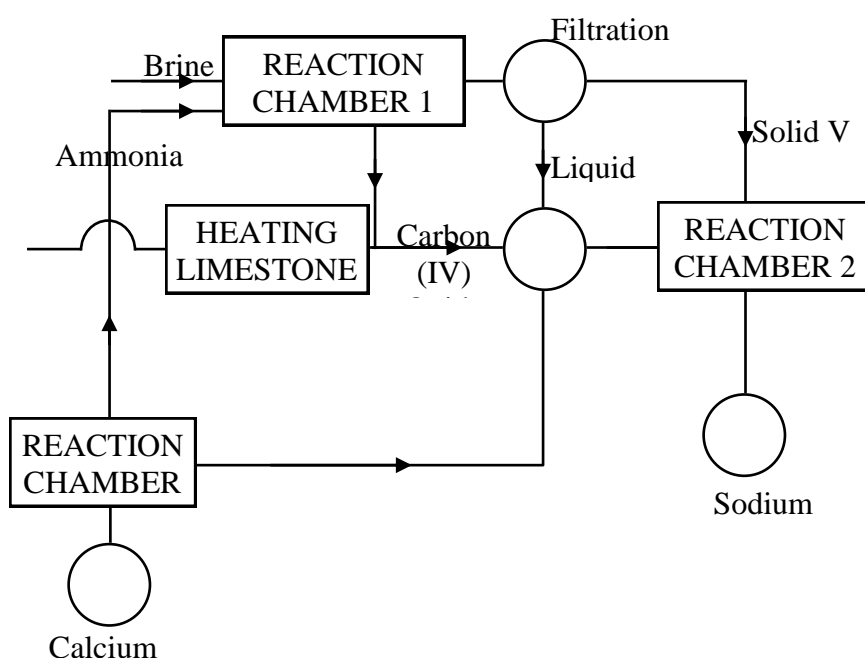 Filtration
Brine
REACTION
CHAMBER 1
Solid V
Ammonia
Liquid
HEATING
LIMESTONE
Carbon
(IV)
REACTION
CHAMBER 2
REACTION
CHAMBER
Sodium
Calcium